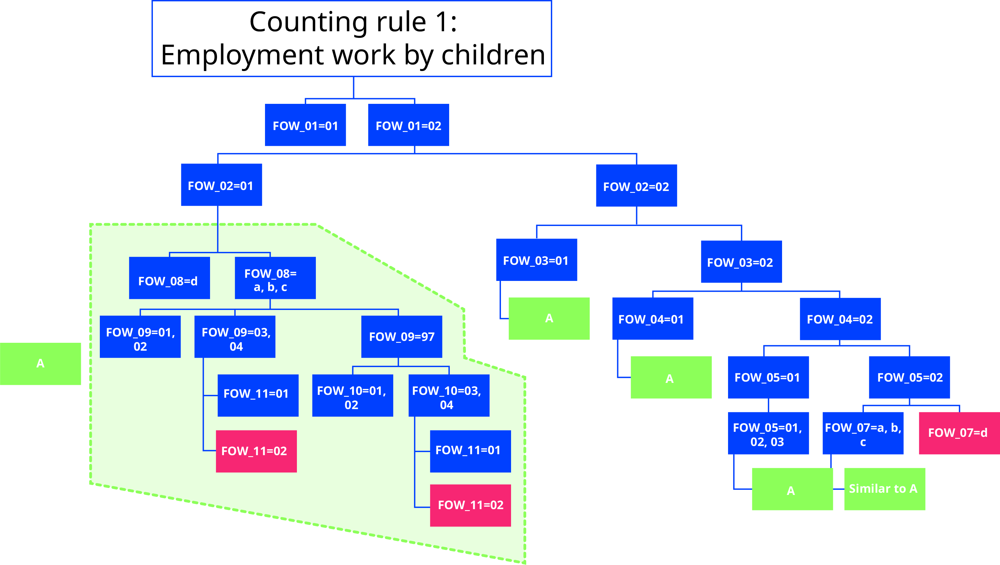 Counting rule 1:
Employment work by children
FOW_01=01
FOW_01=02
FOW_02=01
FOW_02=02
FOW_03=01
FOW_03=02
FOW_08=d
FOW_08=
a, b, c
A
FOW_04=01
FOW_04=02
FOW_09=01,
02
FOW_09=03,
04
FOW_09=97
A
A
FOW_05=01
FOW_05=02
FOW_11=01
FOW_10=01,
02
FOW_10=03,
04
FOW_05=01,
02, 03
FOW_07=a, b,
c
FOW_07=d
FOW_11=02
FOW_11=01
A
Similar to A
FOW_11=02